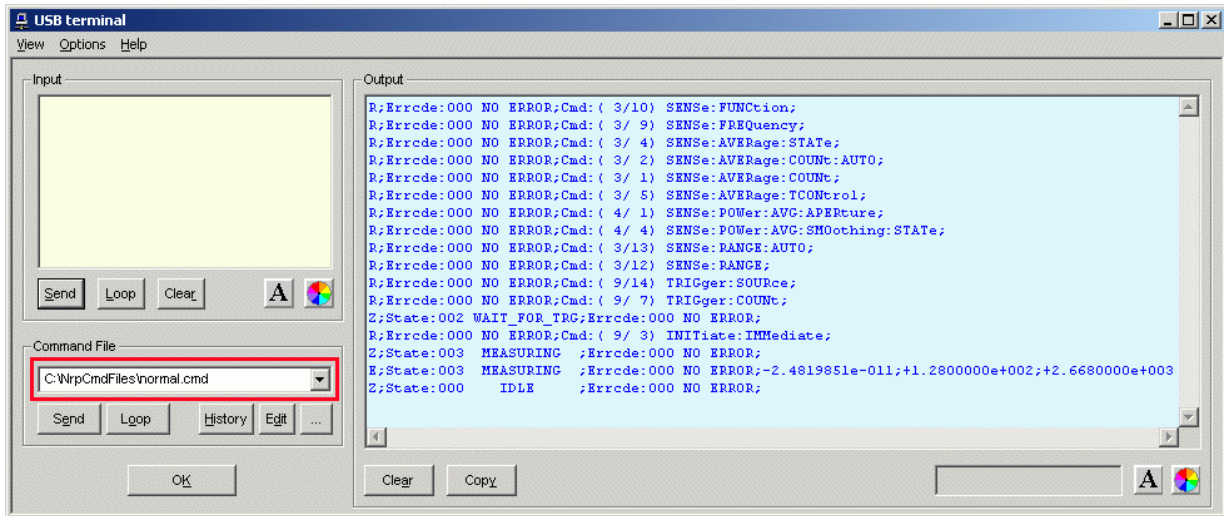 USB terminal
View Options Help
Input
Send Loop Clear A
Command File
C:\NrpCmdFiles\normal.cmd
Send Loop History Edit ...
OK
Output
R;Errcde:000 NO ERROR;Cmd:( 3/10) SENSe:FUNCtion;
R;Errcde:000 NO ERROR;Cmd:( 3/ 9) SENSe:FREQuency;
R;Errcde:000 NO ERROR;Cmd:( 3/ 4) SENSe:AVERage:STATe;
R;Errcde:000 NO ERROR;Cmd:( 3/ 2) SENSe:AVERage:COUNt:AUTO;
R;Errcde:000 NO ERROR;Cmd:( 3/ 1) SENSe:AVERage:COUNt;
R;Errcde:000 NO ERROR;Cmd:( 3/ 5) SENSe:AVERage:TCONtrol;
R;Errcde:000 NO ERROR;Cmd:( 4/ 1) SENSe:POWer:AVG:APERture;
R;Errcde:000 NO ERROR;Cmd:( 4/ 4) SENSe:POWer:AVG:SMOothing:STATe;
R;Errcde:000 NO ERROR;Cmd:( 3/13) SENSe:RANGE:AUTO;
R;Errcde:000 NO ERROR;Cmd:( 3/12) SENSe:RANGE;
R;Errcde:000 NO ERROR;Cmd:( 9/14) TRIGger:SOURce;
R;Errcde:000 NO ERROR;Cmd:( 9/ 7) TRIGger:COUNt;
Z;State:002 WAIT_FOR_TRG;Errcde:000 NO ERROR;
R;Errcde:000 NO ERROR;Cmd:( 9/ 3) INITiate:IMMediate;
Z;State:003 MEASURING ;Errcde:000 NO ERROR;
E;State:003 MEASURING ;Errcde:000 NO ERROR;-2.4819851e-011;+1.2800000e+002;+2.6680000e+003
Z;State:000 IDLE ;Errcde:000 NO ERROR;
Clear Copy A